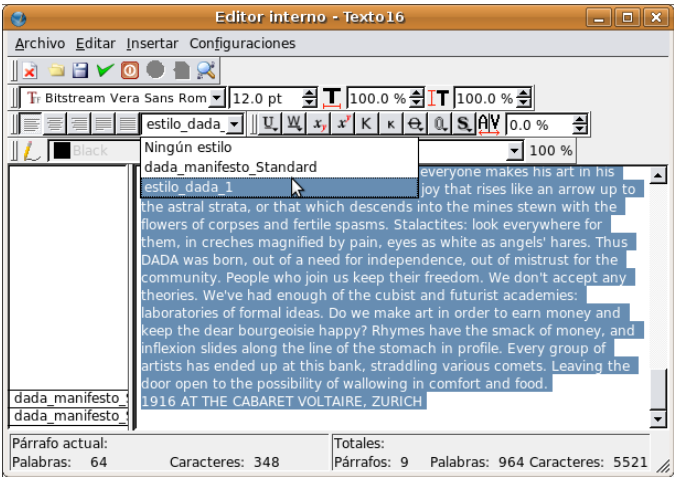 Editor interno - Texto16
Archivo Editar Insertar Configuraciones
Bitstream Vera Sans Rom 12.0 pt 100.0 % 100.0 %
estilo_dada_ 0.0 %
Black 100 %
Ningún estilo
dada_manifesto_Standard
estilo_dada_1
everyone makes his art in his
joy that rises like an arrow up to
the astral strata, or that which descends into the mines stewn with the
flowers of corpses and fertile spasms. Stalactites: look everywhere for
them, in creches magnified by pain, eyes as white as angels' hares. Thus
DADA was born, out of a need for independence, out of mistrust for the
community. People who join us keep their freedom. We don't accept any
theories. We've had enough of the cubist and futurist academies:
laboratories of formal ideas. Do we make art in order to earn money and
keep the dear bourgeoisie happy? Rhymes have the smack of money, and
inflexion slides along the line of the stomach in profile. Every group of
artists has ended up at this bank, straddling various comets. Leaving the
door open to the possibility of wallowing in comfort and food.
1916 AT THE CABARET VOLTAIRE, ZURICH
dada_manifesto_
dada_manifesto_
Párrafo actual: Totales:
Palabras: 64 Caracteres: 348 Párrafos: 9 Palabras: 964 Caracteres: 5521